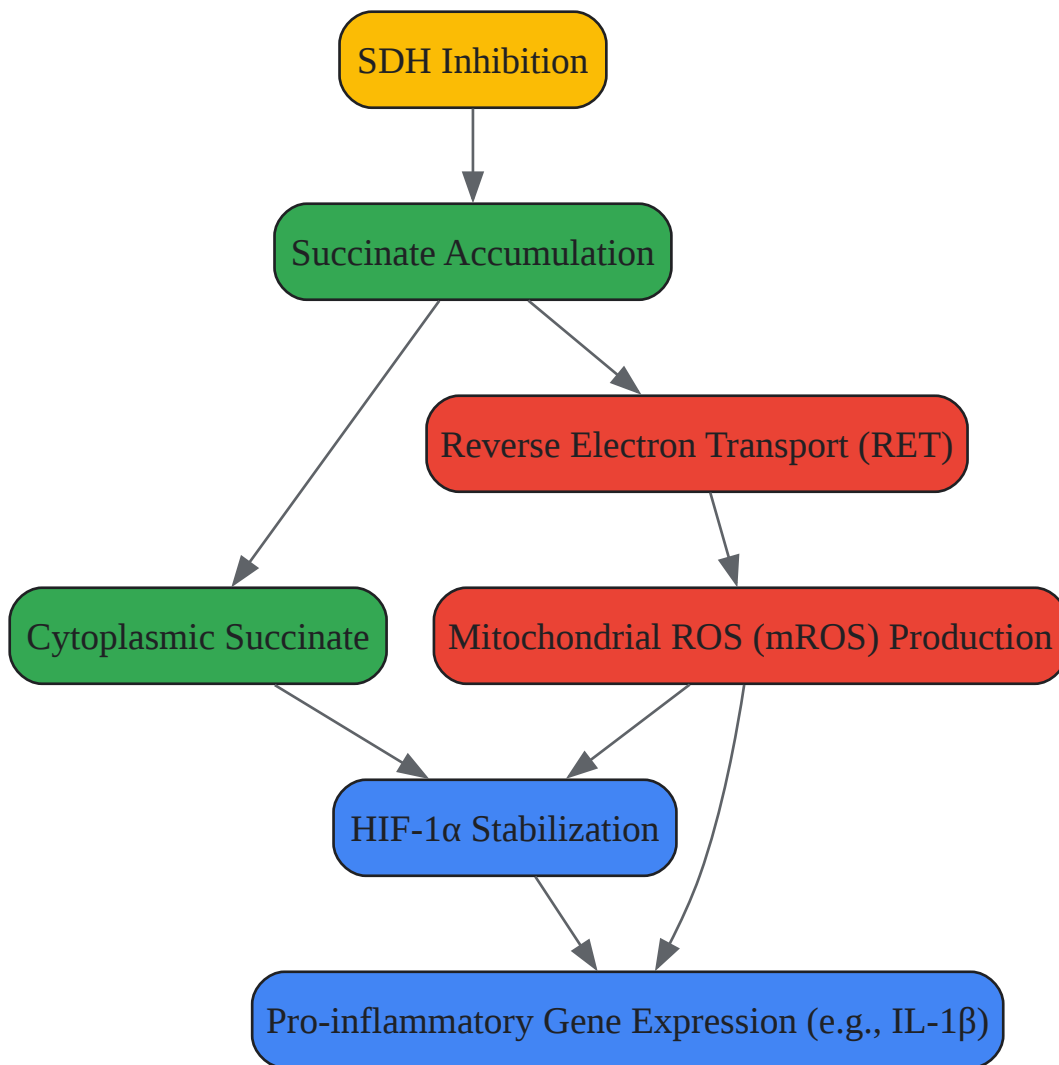 SDH Inhibition
Succinate Accumulation
Reverse Electron Transport (RET)
Cytoplasmic Succinate
Mitochondrial ROS (mROS) Production
HIF-1α Stabilization
Pro-inflammatory Gene Expression (e.g., IL-1β)